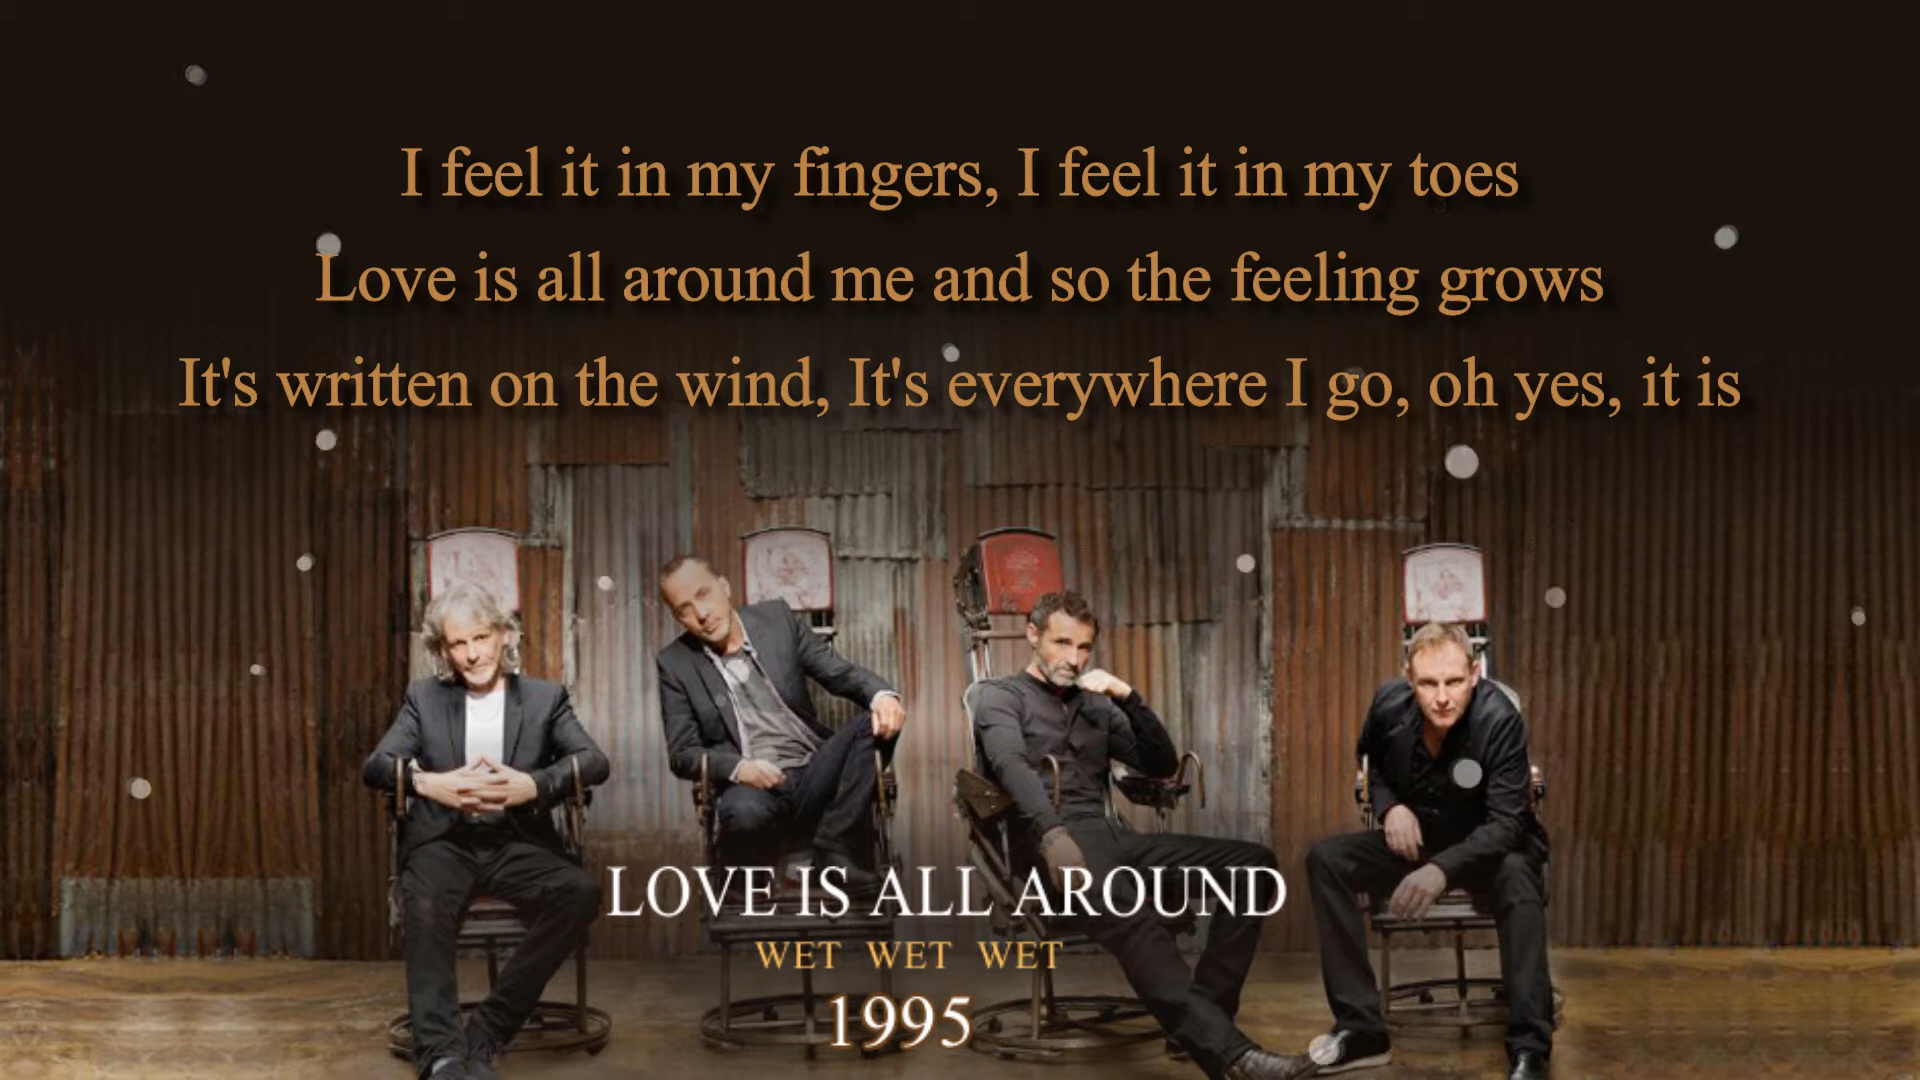 I feel it in my fingers, I feel it in my toes
Love is all around me and so the feeling grows
It's written on the wind, It's everywhere I go, oh yes, it is
LOVE IS ALL AROUND
WET WET WET
1995